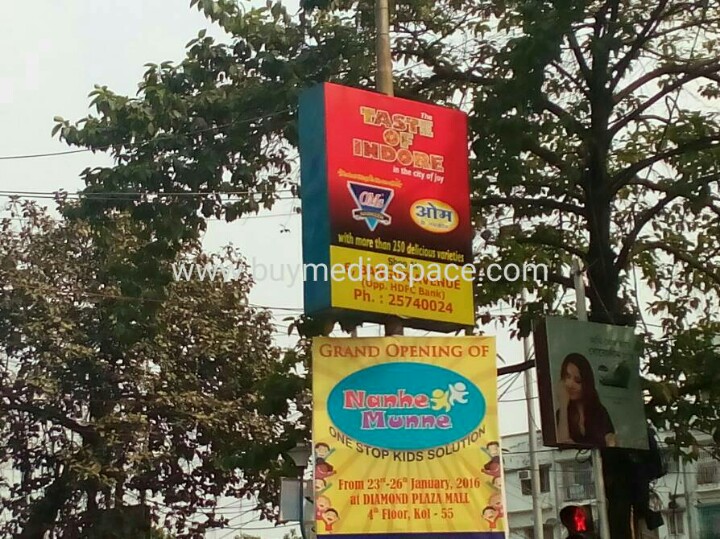 The
TASTE
OF
INDORE
in the city of joy
ओम
with more than 250 delicious varieties
AVENUE
(Opp. HDFC Bank)
Ph. : 25740024
www.buymediaspace.com
GRAND OPENING OF
Nanhe
Munne
ONE STOP KIDS SOLUTION
From 23rd-26th January, 2016
at DIAMOND PLAZA MALL
4th Floor, Kol - 55